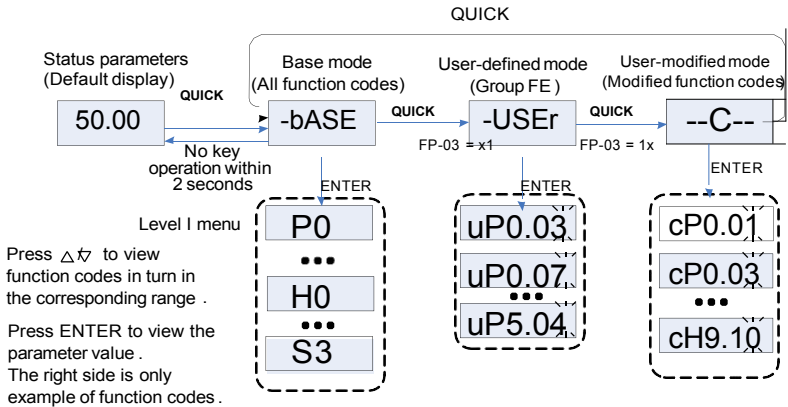 QUICK
Status parameters
(Default display)
Base mode
(All function codes)
User-defined mode
(Group FE )
User-modified mode
(Modified function codes)
QUICK
50.00
-bASE
QUICK
-USEr
QUICK
--C--
FP-03 = x1
FP-03 = 1x
No key
operation within
2 seconds
ENTER
ENTER
ENTER
Level I menu
P0
H0
S3
uP0.03
uP0.07
uP5.04
cP0.01
cP0.03
cH9.10
Press △/▽ to view
function codes in turn in
the corresponding range .
Press ENTER to view the
parameter value .
The right side is only
example of function codes .